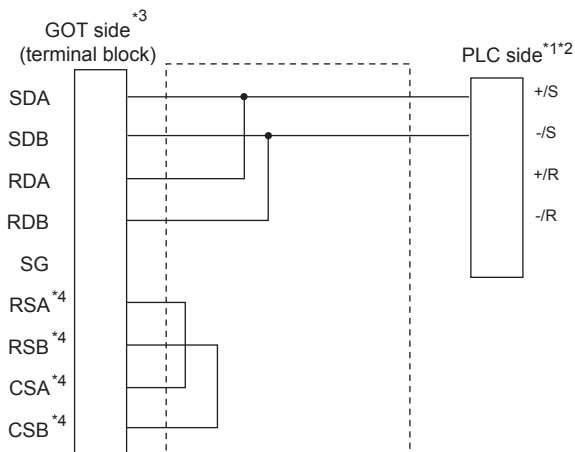 GOT side*3
(terminal block)
PLC side*1*2
SDA
SDB
RDA
RDB
SG
RSA*4
RSB*4
CSA*4
CSB*4
+/S
-/S
+/R
-/R